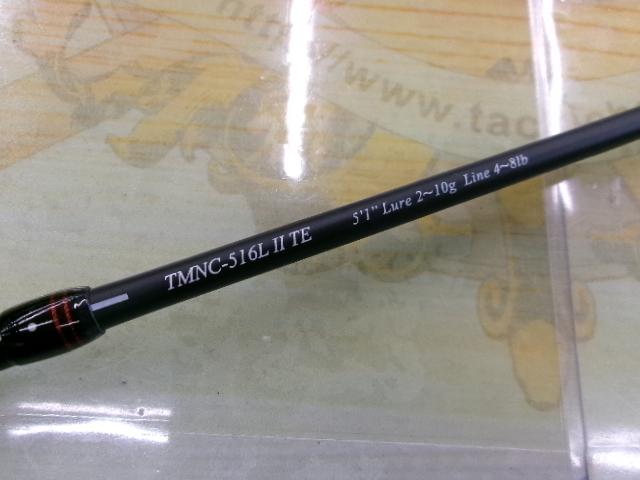 http://www.tac
TMNC-516L II TE 5'1" Lure 2~10g Line 4~8lb